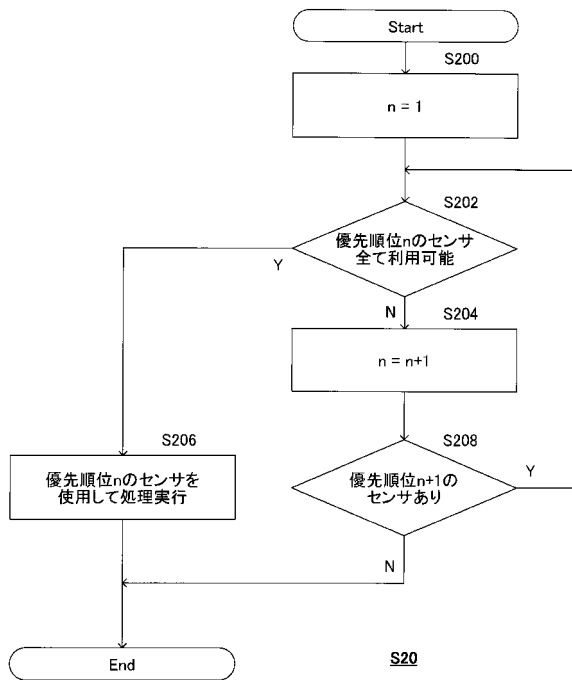 Start
S200
n = 1
S202
優先順位nのセンサ
全て利用可能
Y
N
S204
n = n+1
S206
優先順位nのセンサを
使用して処理実行
S208
優先順位n+1の
センサあり
Y
N
End
S20